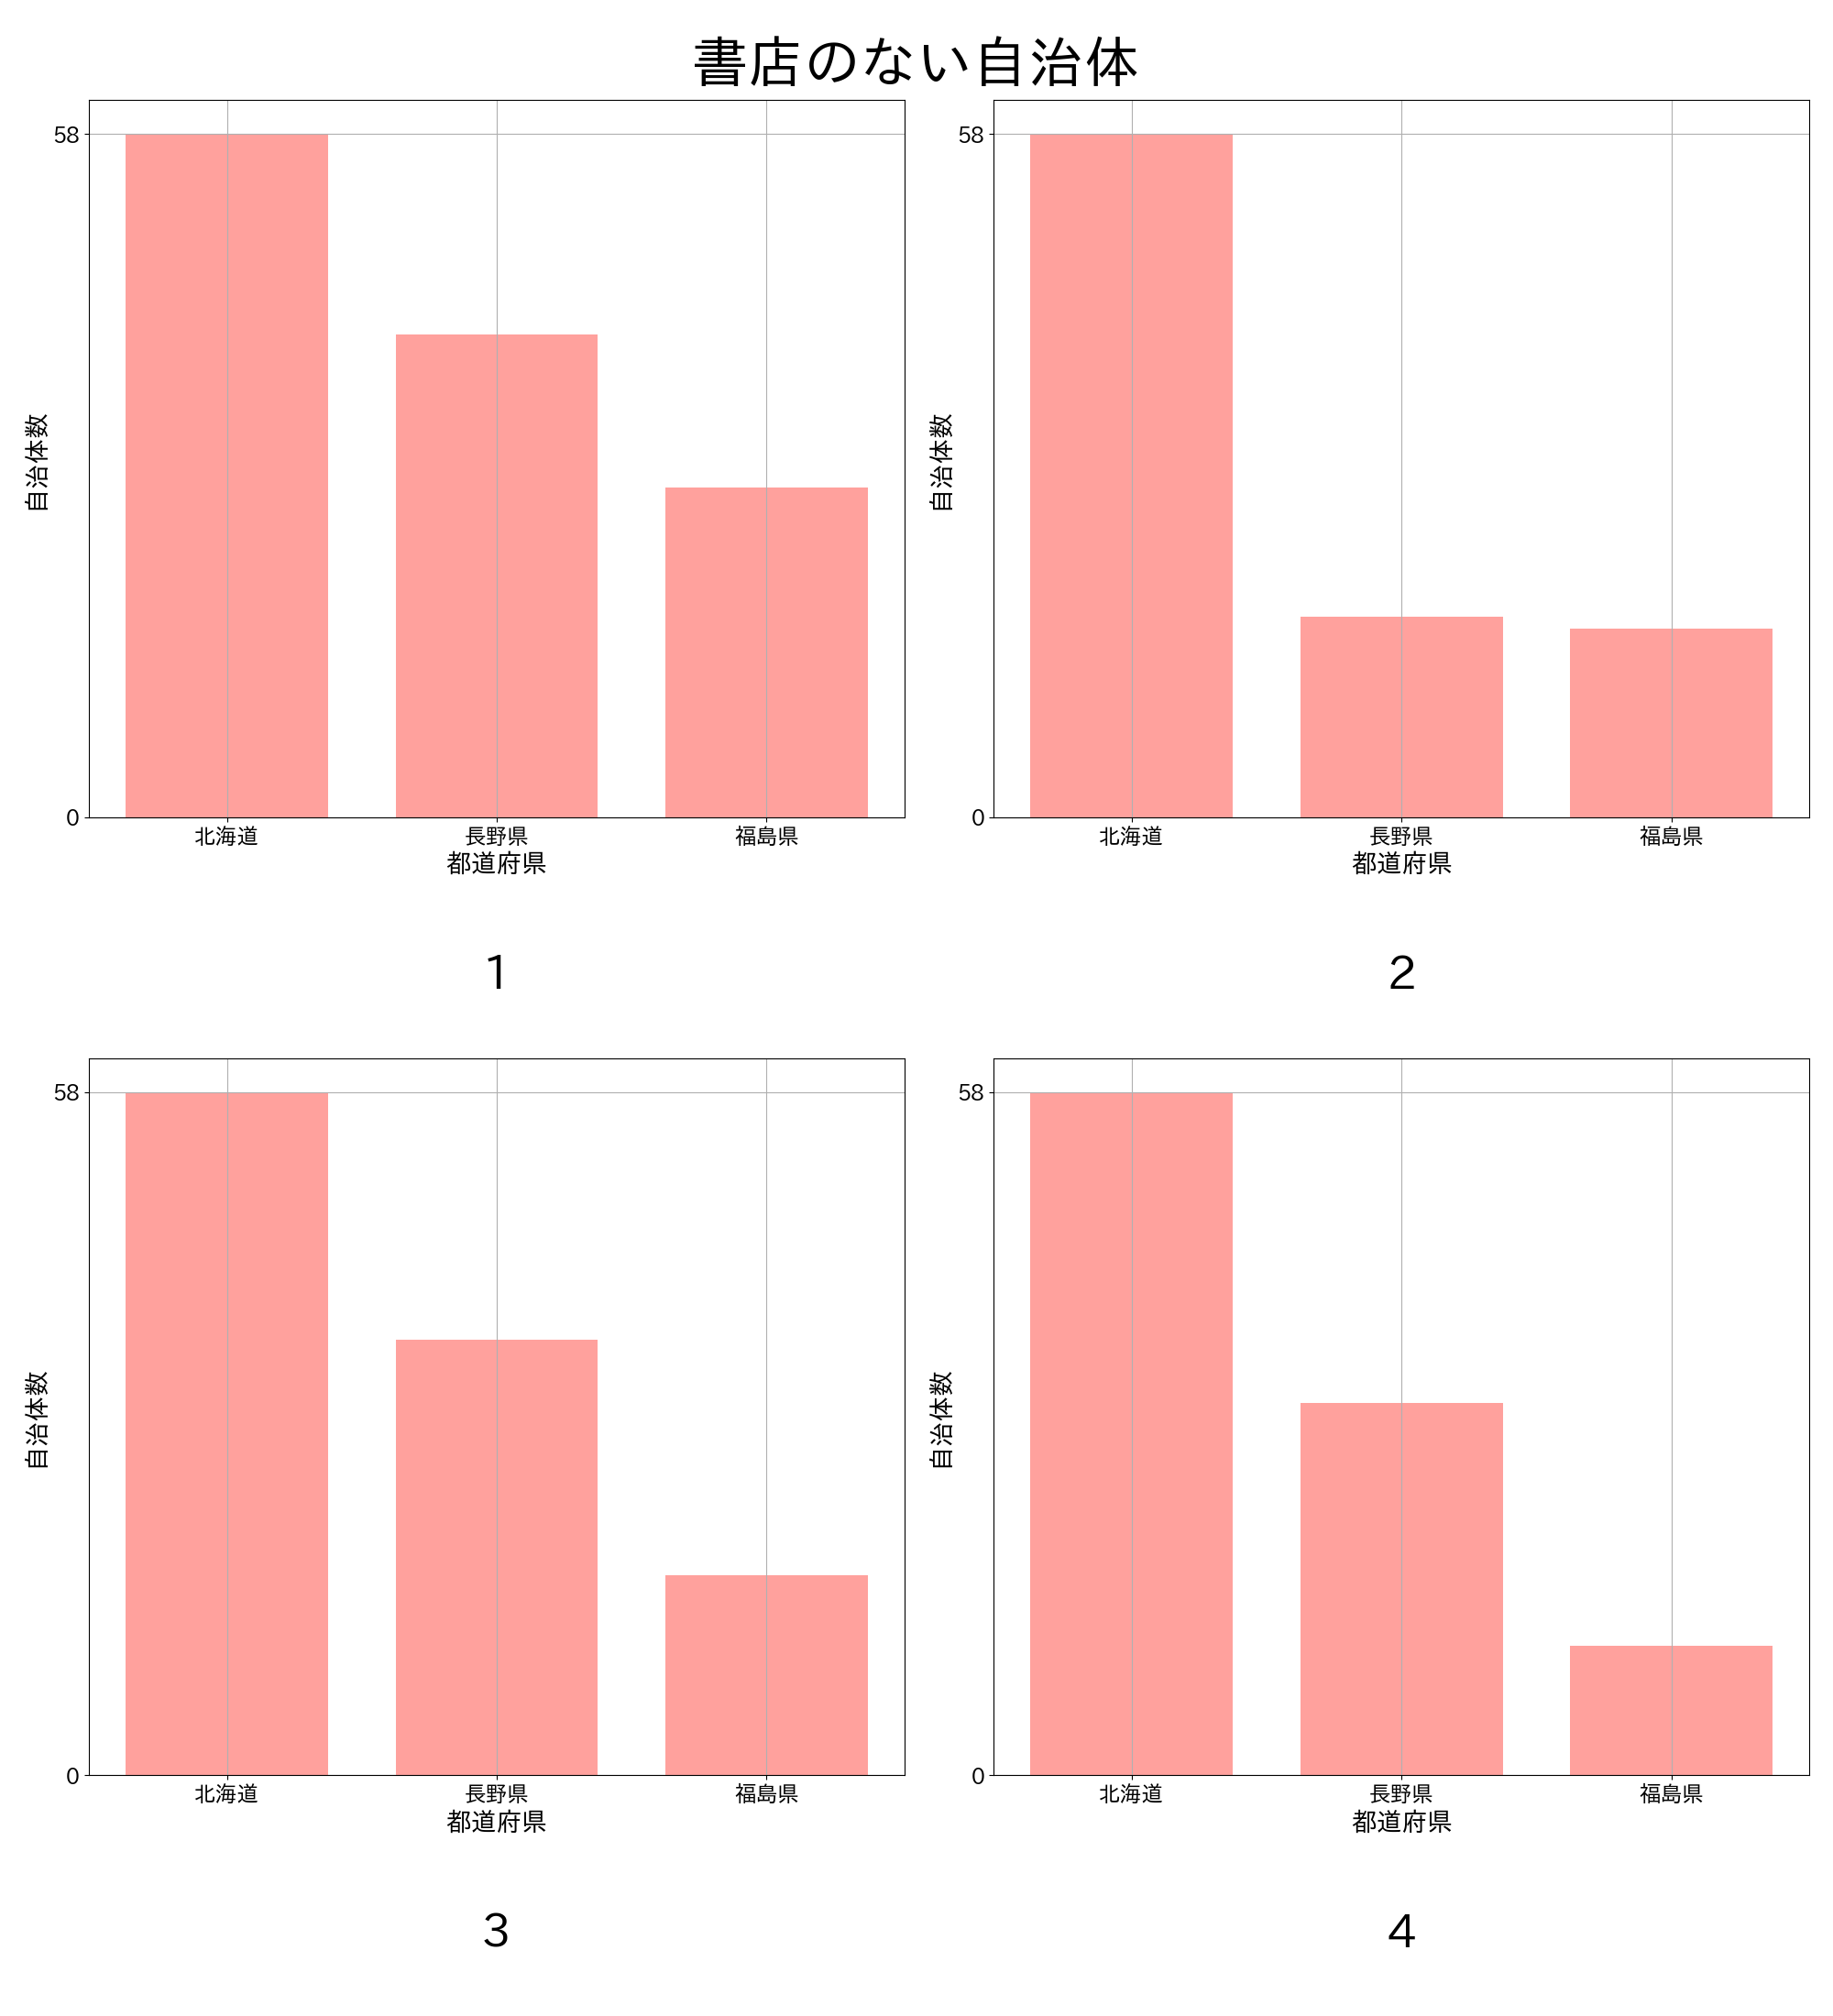 書店のない自治体
58
0
自治体数
北海道 長野県 福島県
都道府県
1
58
0
自治体数
北海道 長野県 福島県
都道府県
2
58
0
自治体数
北海道 長野県 福島県
都道府県
3
58
0
自治体数
北海道 長野県 福島県
都道府県
4